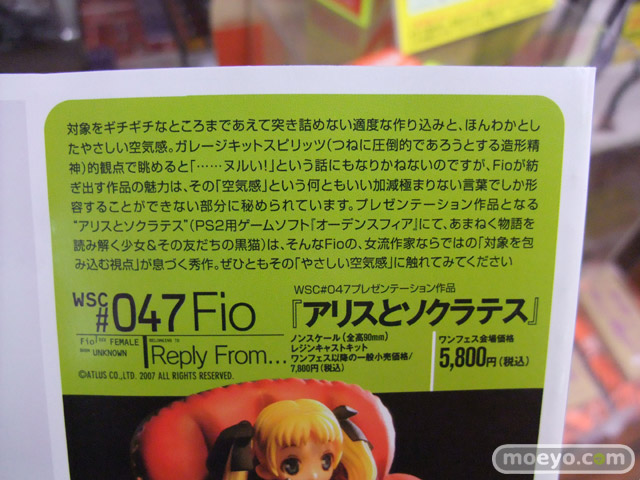 対象をギチギチなところまであえて突き詰めない適度な作り込みと、ほんわかとし
たやさしい空気感。ガレージキットスピリッツ(つねに圧倒的であろうとする造形精
神)的観点で眺めると「……ヌルい!」という話にもなりかねないのですが、Fioが紡
ぎ出す作品の魅力は、その「空気感」という何ともいい加減極まりない言葉でしか形
容することができない部分に秘められています。プレゼンテーション作品となる
“アリスとソクラテス”(PS2用ゲームソフト『オーデンスフィア』にて、あまねく物語を
読み解く少女&その友だちの黒猫)は、そんなFioの、女流作家ならではの「対象を包
み込む視点」が息づく秀作。ぜひともその「やさしい空気感」に触れてみてください
WSC#047プレゼンテーション作品
WSC #047 Fio
『アリスとソクラテス』
Fio SEX FEMALE
UNKNOWN
BELONGING TO
Reply From...
ノンスケール(全高90mm)
レジンキャストキット
ワンフェス以降の一般小売価格/
7,800円(税込)
ワンフェス会場価格
5,800円(税込)
©ATLUS CO.,LTD. 2007 ALL RIGHTS RESERVED.
moeyo.com